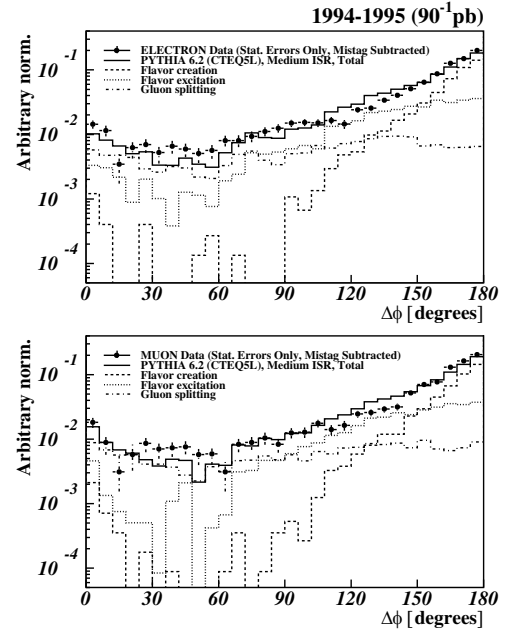 1994-1995 (90⁻¹pb)
Arbitrary norm.
ELECTRON Data (Stat. Errors Only, Mistag Subtracted)
PYTHIA 6.2 (CTEQ5L), Medium ISR, Total
Flavor creation
Flavor excitation
Gluon splitting
10 -1
10 -2
10 -3
10 -4
0 30 60 90 120 150 180
Δϕ [degrees]
Arbitrary norm.
MUON Data (Stat. Errors Only, Mistag Subtracted)
PYTHIA 6.2 (CTEQ5L), Medium ISR, Total
Flavor creation
Flavor excitation
Gluon splitting
10 -1
10 -2
10 -3
10 -4
0 30 60 90 120 150 180
Δϕ [degrees]